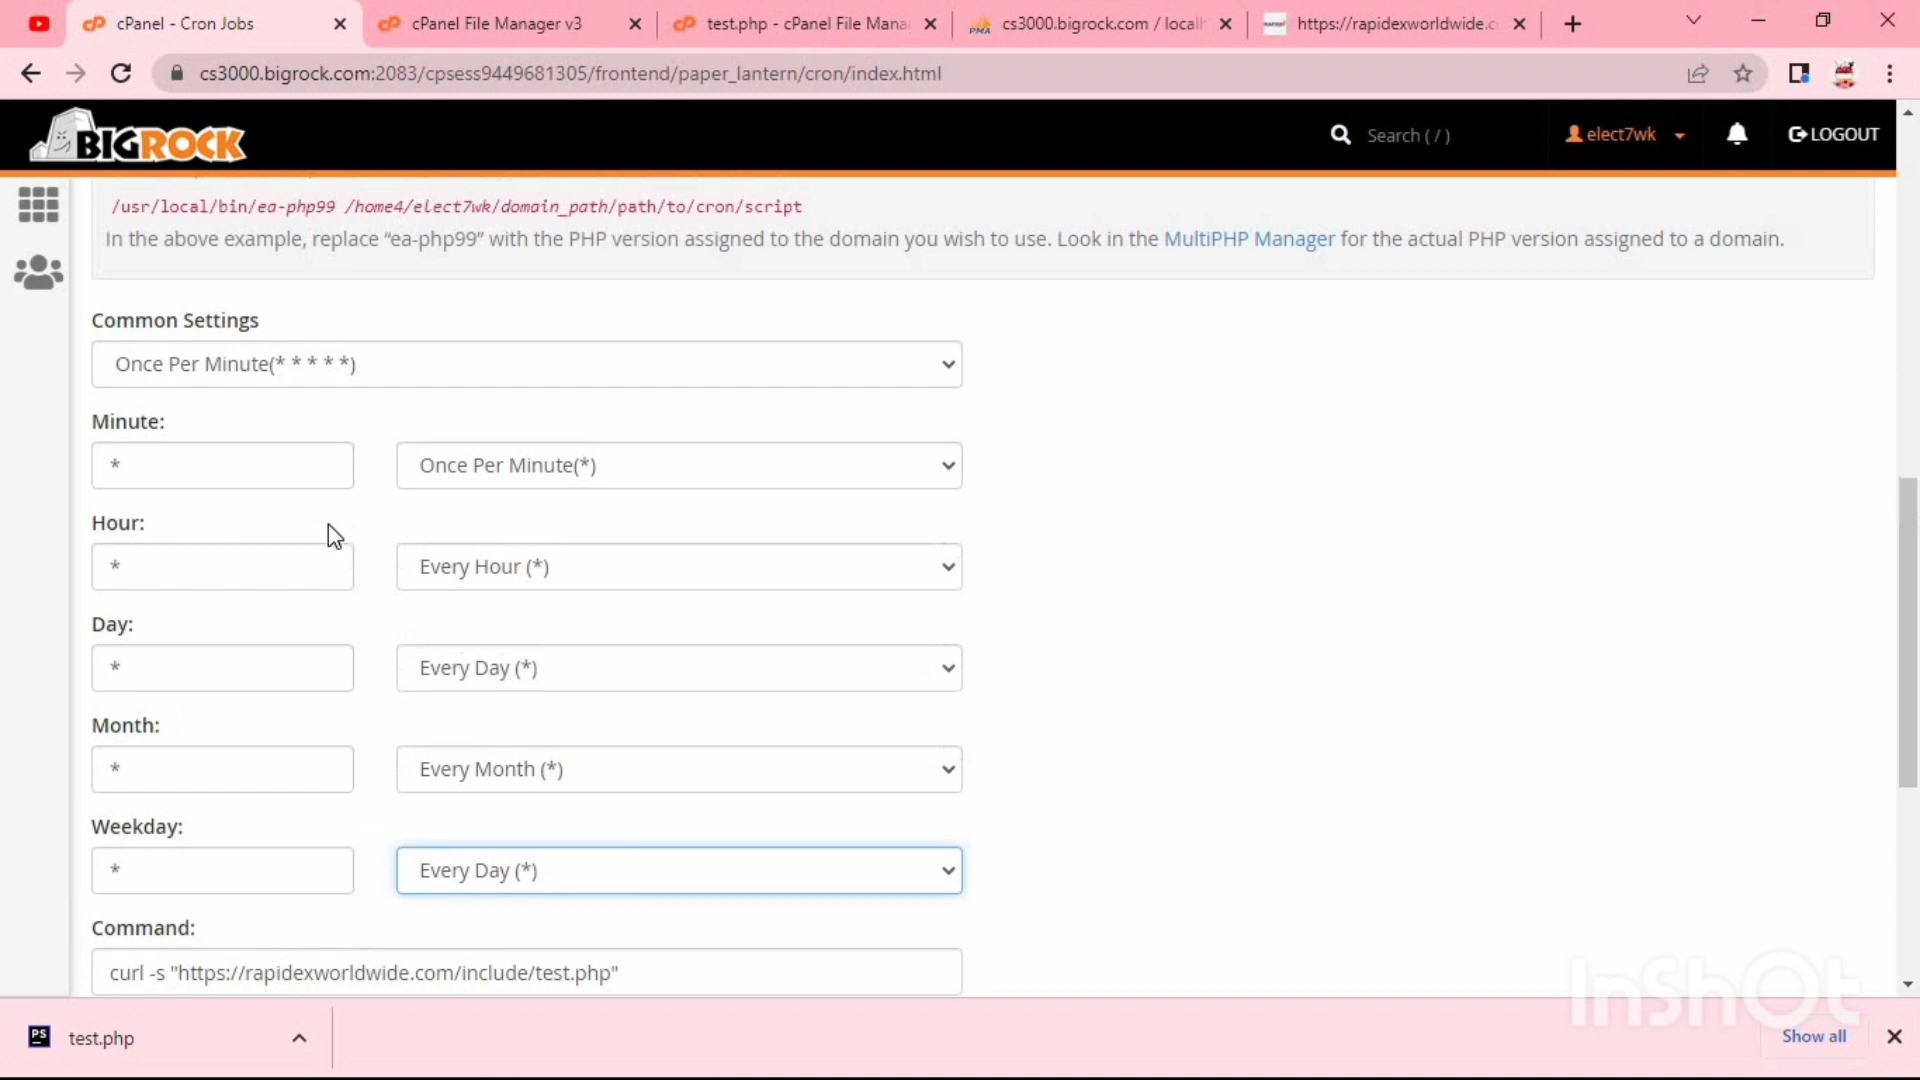 cPanel - Cron Jobs
cPanel File Manager v3
test.php - cPanel File Mana
cs3000.bigrock.com / localh
https://rapidexworldwide.c
cs3000.bigrock.com:2083/cpsess9449681305/frontend/paper_lantern/cron/index.html
BIGROCK
Search ( / )
elect7wk
LOGOUT
/usr/local/bin/ea-php99 /home4/elect7wk/domain_path/path/to/cron/script
In the above example, replace “ea-php99” with the PHP version assigned to the domain you wish to use. Look in the MultiPHP Manager for the actual PHP version assigned to a domain.
Common Settings
Once Per Minute(* * * * *)
Minute:
*
Once Per Minute(*)
Hour:
*
Every Hour (*)
Day:
*
Every Day (*)
Month:
*
Every Month (*)
Weekday:
*
Every Day (*)
Command:
curl -s "https://rapidexworldwide.com/include/test.php"
InShOt
PS
test.php
Show all